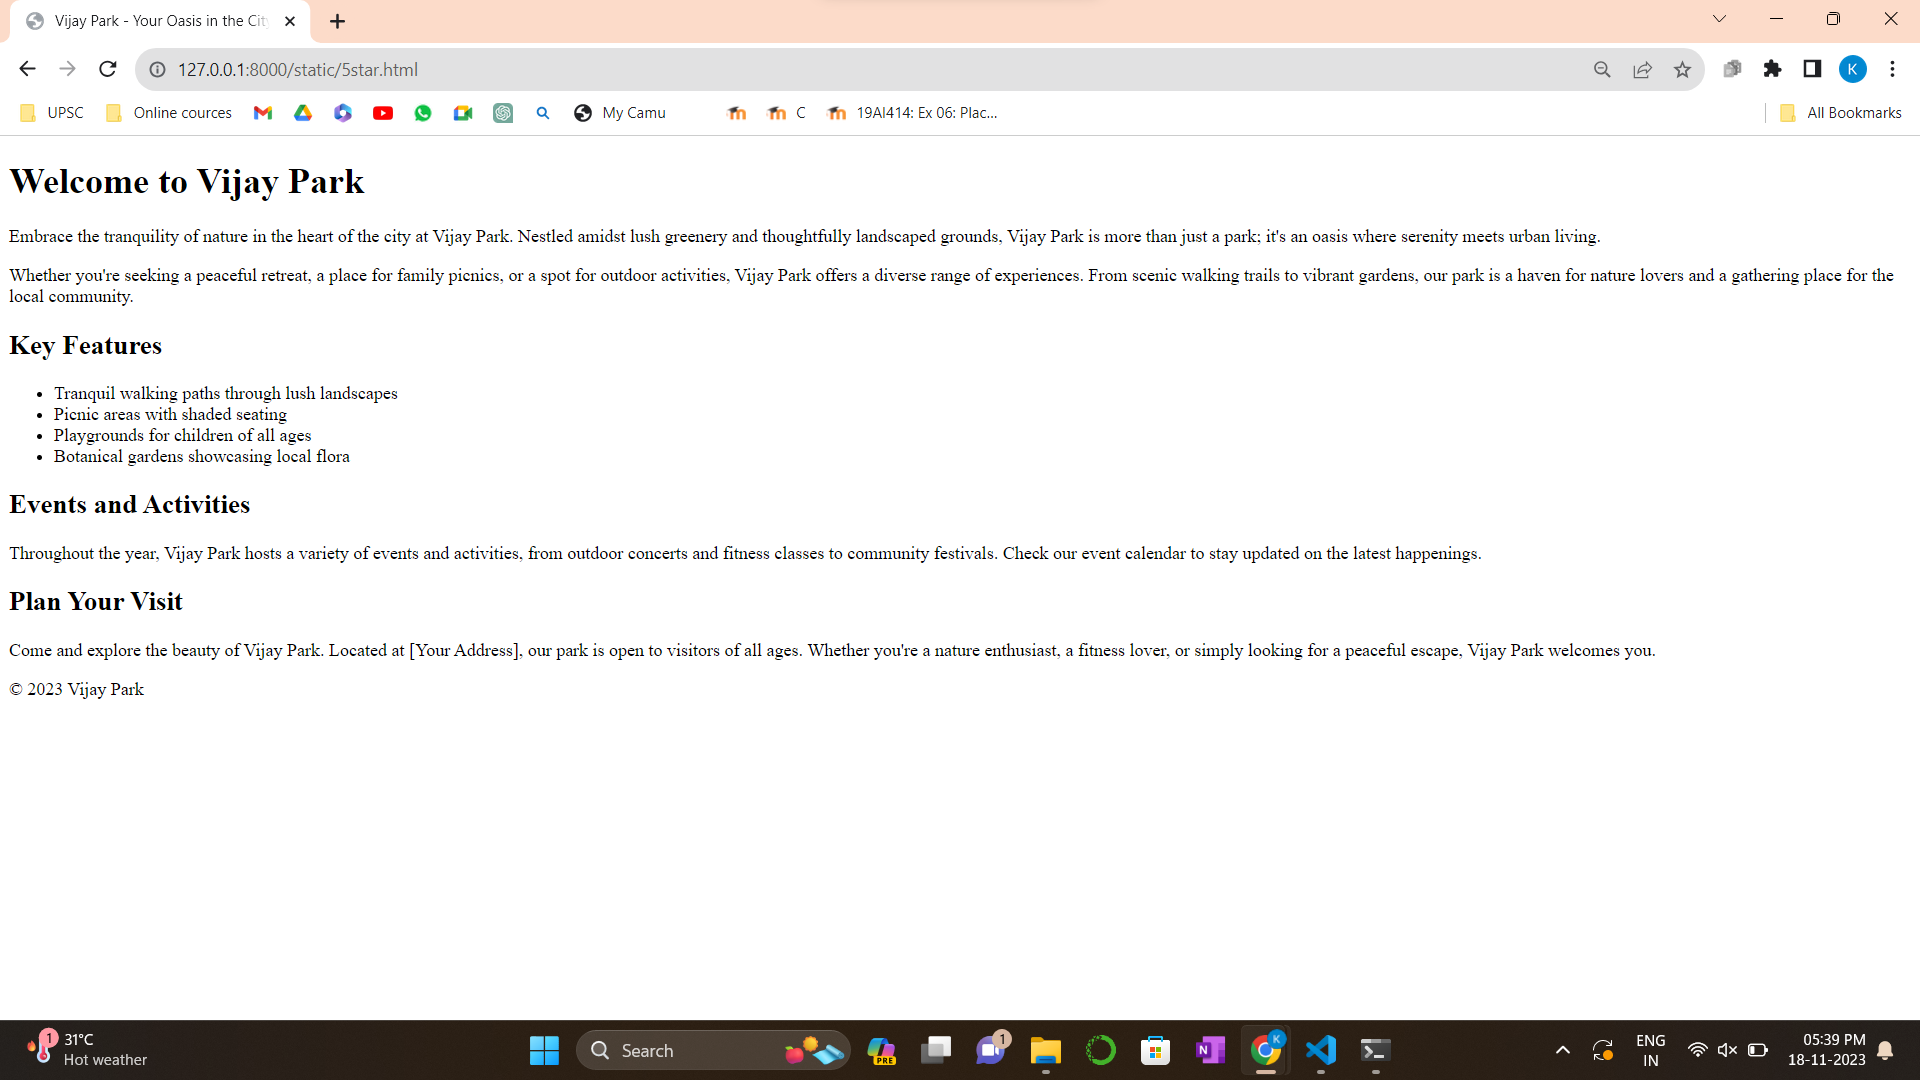 Vijay Park - Your Oasis in the City
127.0.0.1:8000/static/5star.html
K
UPSC
Online cources
My Camu
C
19AI414: Ex 06: Plac...
All Bookmarks
Welcome to Vijay Park
Embrace the tranquility of nature in the heart of the city at Vijay Park. Nestled amidst lush greenery and thoughtfully landscaped grounds, Vijay Park is more than just a park; it's an oasis where serenity meets urban living.
Whether you're seeking a peaceful retreat, a place for family picnics, or a spot for outdoor activities, Vijay Park offers a diverse range of experiences. From scenic walking trails to vibrant gardens, our park is a haven for nature lovers and a gathering place for the
local community.
Key Features
• Tranquil walking paths through lush landscapes
• Picnic areas with shaded seating
• Playgrounds for children of all ages
• Botanical gardens showcasing local flora
Events and Activities
Throughout the year, Vijay Park hosts a variety of events and activities, from outdoor concerts and fitness classes to community festivals. Check our event calendar to stay updated on the latest happenings.
Plan Your Visit
Come and explore the beauty of Vijay Park. Located at [Your Address], our park is open to visitors of all ages. Whether you're a nature enthusiast, a fitness lover, or simply looking for a peaceful escape, Vijay Park welcomes you.
© 2023 Vijay Park
1
31°C
Hot weather
Search
PRE
1
N
K
ENG
IN
05:39 PM
18-11-2023